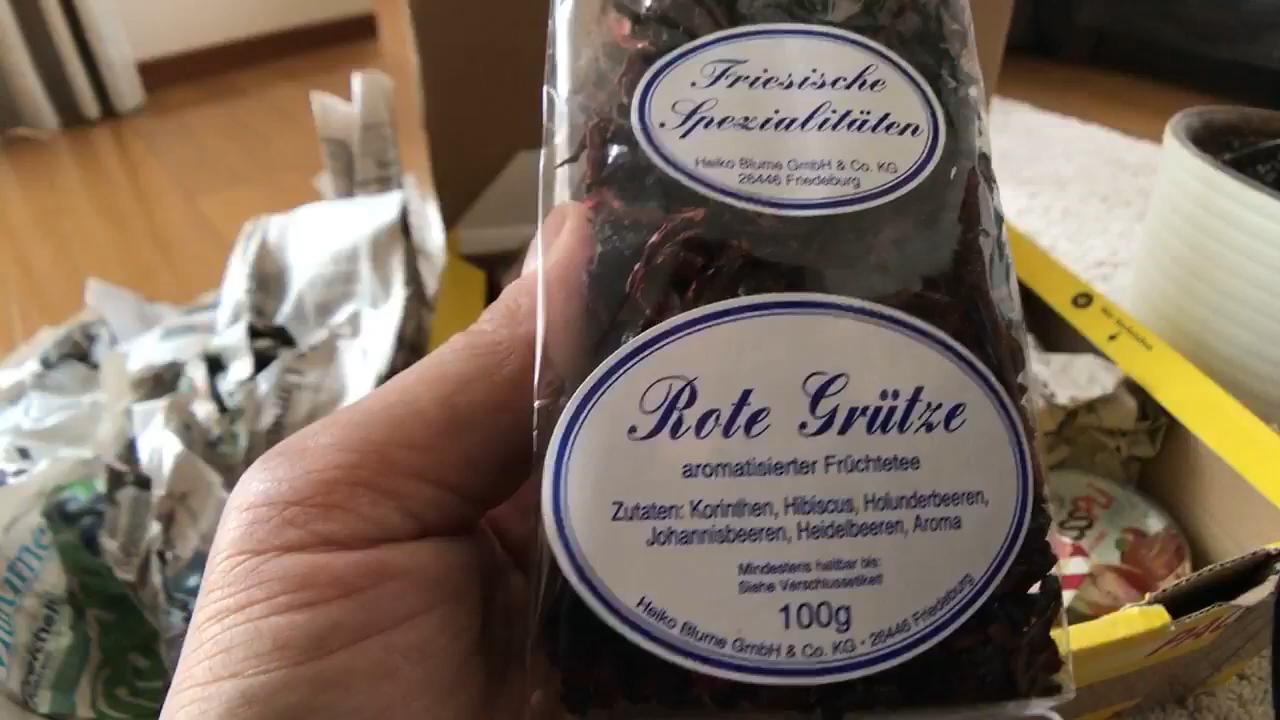 Friesische
Spezialitäten
Heiko Blume GmbH & Co. KG
26446 Friedeburg
Rote Grütze
aromatisierter Früchtetee
Zutaten: Korinthen, Hibiscus, Holunderbeeren,
Johannisbeeren, Heidelbeeren, Aroma
Mindestens haltbar bis:
Siehe Verschlussetikett
100g
Heiko Blume GmbH & Co. KG - 26446 Friedeburg